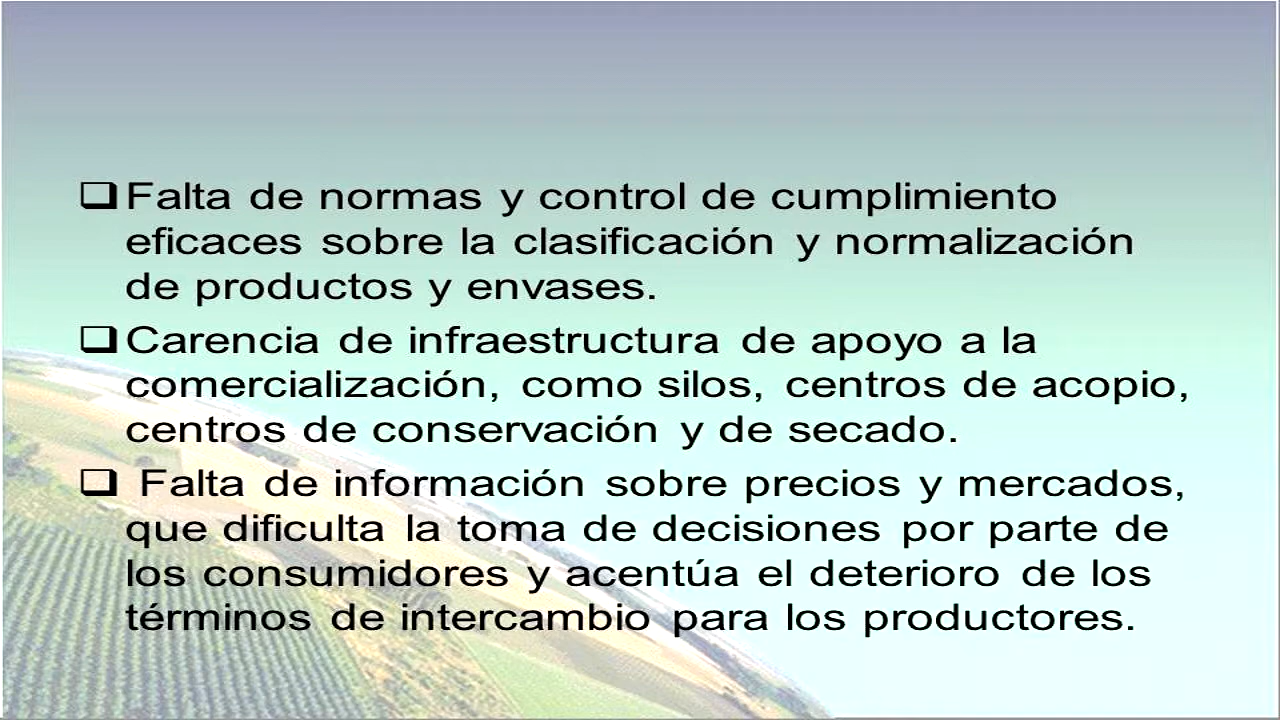 ❑Falta de normas y control de cumplimiento
eficaces sobre la clasificación y normalización
de productos y envases.
❑Carencia de infraestructura de apoyo a la
comercialización, como silos, centros de acopio,
centros de conservación y de secado.
❑ Falta de información sobre precios y mercados,
que dificulta la toma de decisiones por parte de
los consumidores y acentúa el deterioro de los
términos de intercambio para los productores.